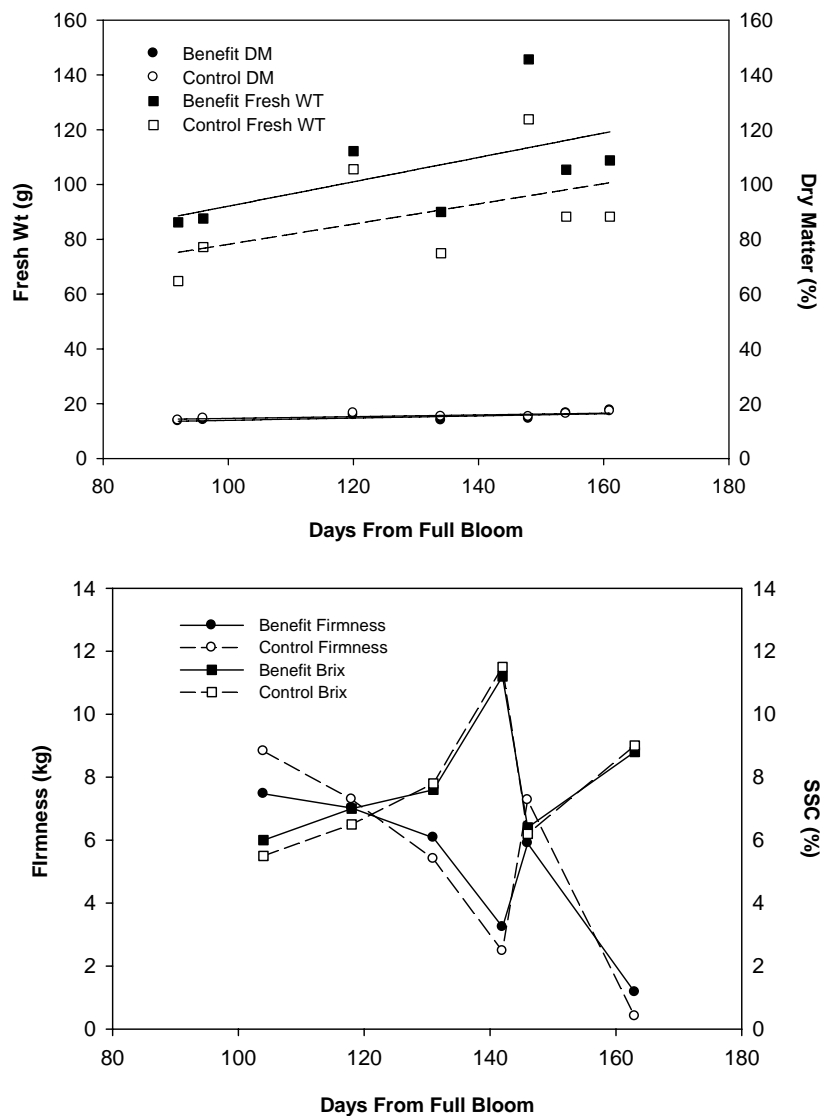 160
140
120
100
80
60
40
20
0
Fresh Wt (g)
Benefit DM
Control DM
Benefit Fresh WT
Control Fresh WT
160
140
120
100
80
60
40
20
0
Dry Matter (%)
80 100 120 140 160 180
Days From Full Bloom
14
12
10
8
6
4
2
0
FIrmness (kg)
Benefit Firmness
Control Firmness
Benefit Brix
Control Brix
14
12
10
8
6
4
2
0
SSC (%)
80 100 120 140 160 180
Days From Full Bloom